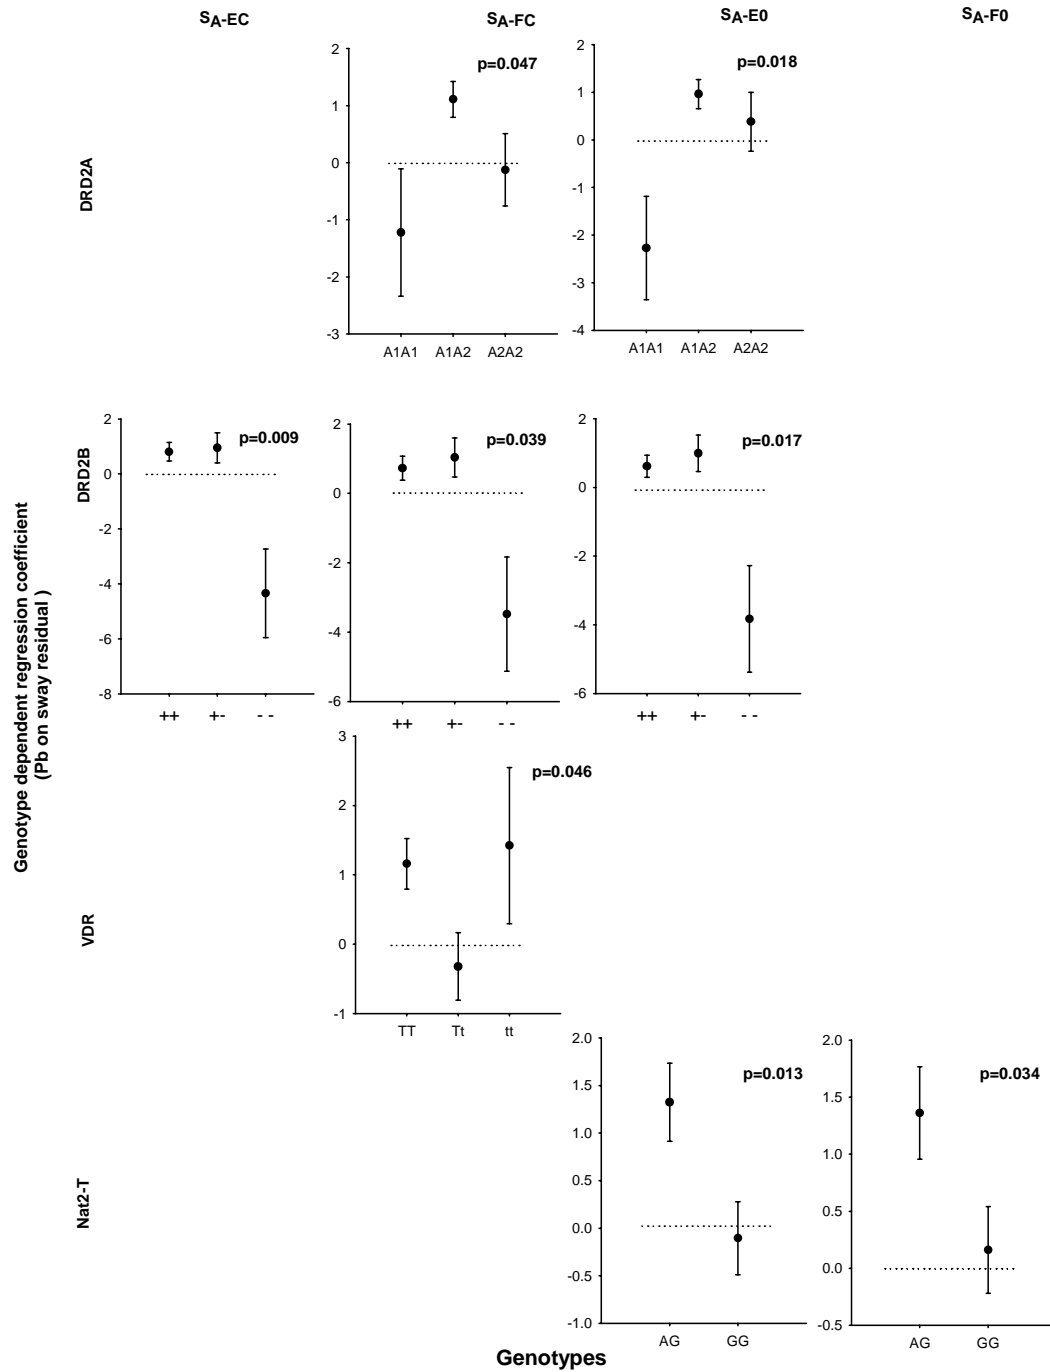 SA-EC SA-FC SA-E0 SA-F0
DRD2A
2
1
0
-1
-2
-3
p=0.047
A1A1 A1A2 A2A2
2
1
0
-1
-2
-3
-4
p=0.018
A1A1 A1A2 A2A2
DRD2B
2
0
-2
-4
-6
-8
p=0.009
++ +- - -
2
0
-2
-4
-6
p=0.039
++ +- - -
2
0
-2
-4
-6
p=0.017
++ +- - -
Genotype dependent regression coefficient
(Pb on sway residual )
VDR
3
2
1
0
-1
p=0.046
TT Tt tt
Nat2-T
2.0
1.5
1.0
0.5
0.0
-0.5
-1.0
p=0.013
AG GG
2.0
1.5
1.0
0.5
0.0
-0.5
p=0.034
AG GG
Genotypes